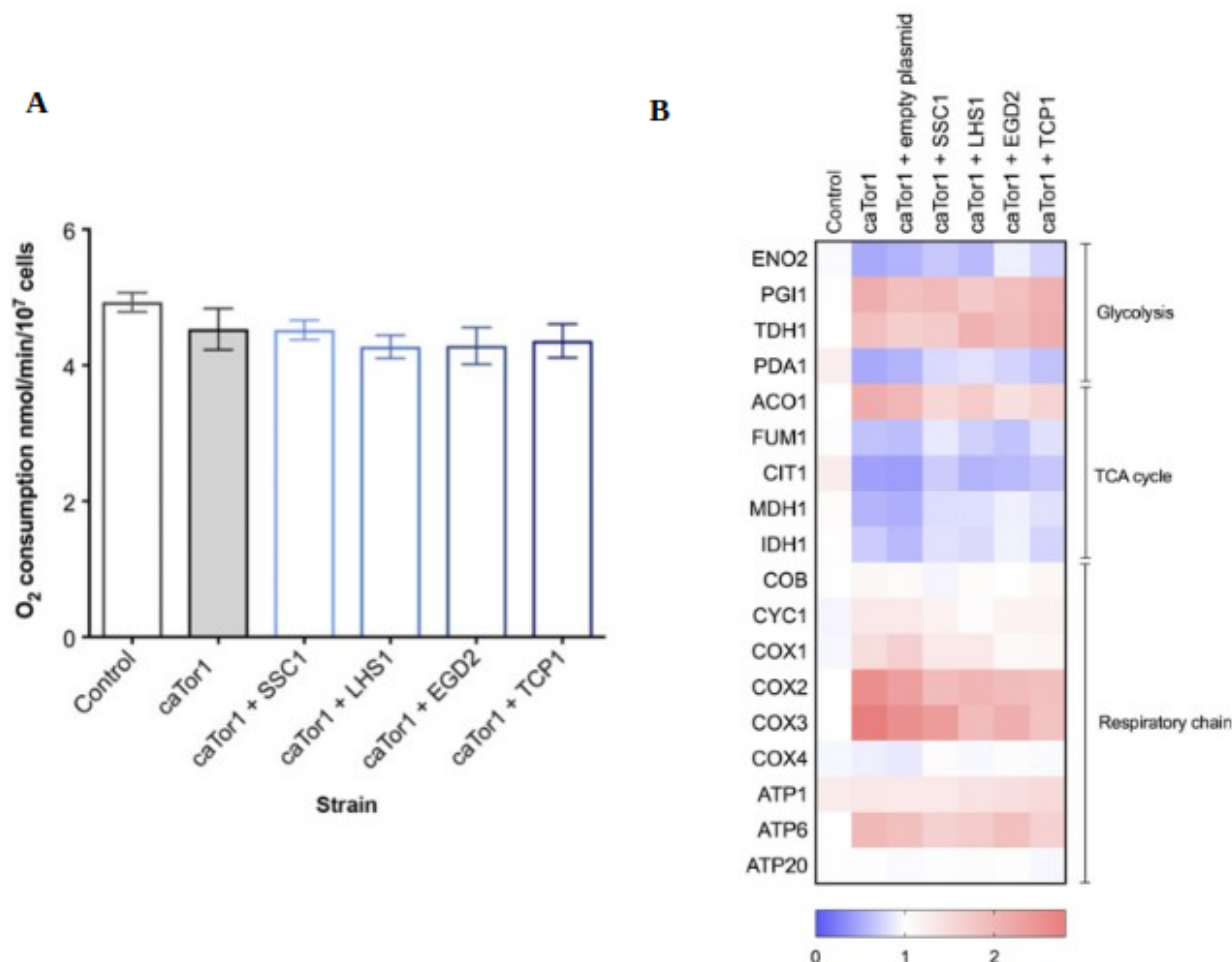 A
O2 consumption nmol/min/10^7 cells
6
4
2
0
Control
caTor1
caTor1 + SSC1
caTor1 + LHS1
caTor1 + EGD2
caTor1 + TCP1
Strain
B
Control
caTor1
caTor1 + empty plasmid
caTor1 + SSC1
caTor1 + LHS1
caTor1 + EGD2
caTor1 + TCP1
ENO2
PGI1
TDH1
PDA1
Glycolysis
ACO1
FUM1
CIT1
MDH1
IDH1
TCA cycle
COB
CYC1
COX1
COX2
COX3
COX4
ATP1
ATP6
ATP20
Respiratory chain
0
1
2